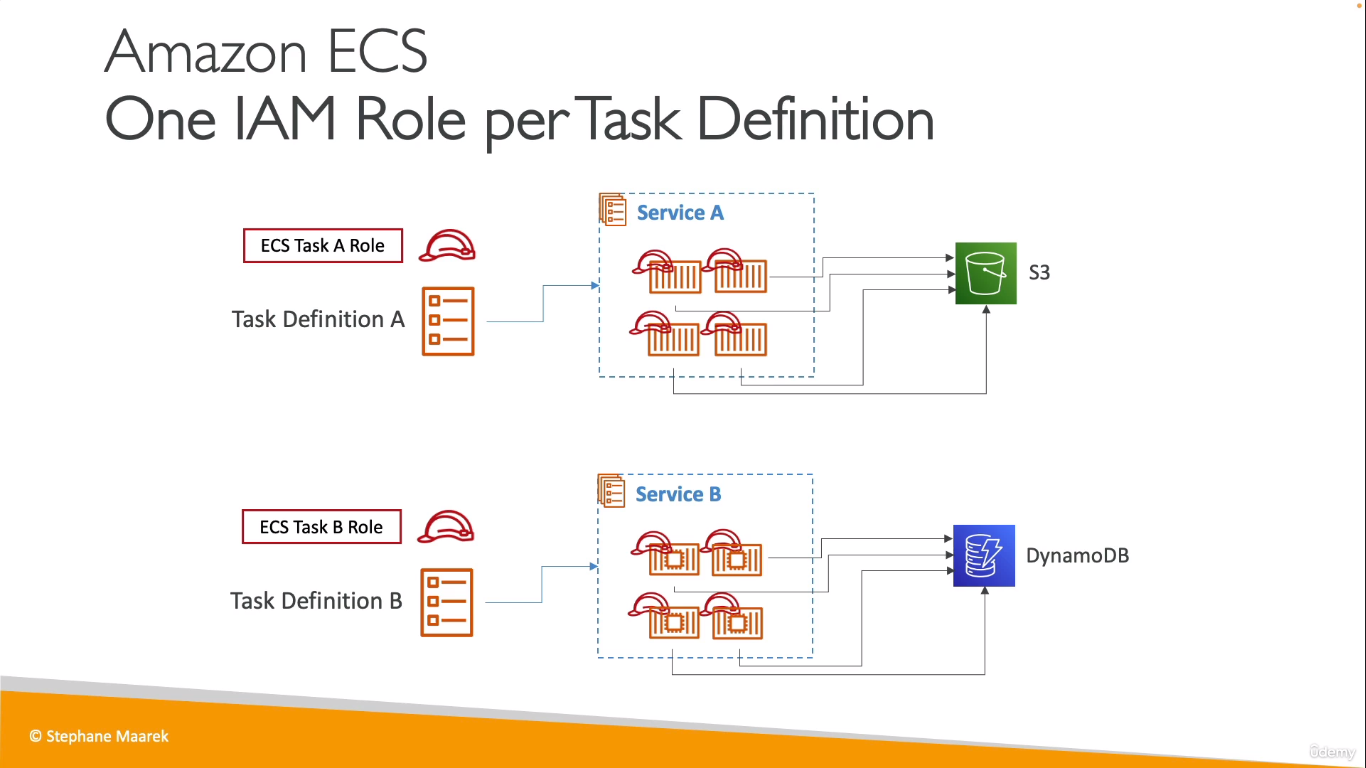 Amazon ECS
One IAM Role per Task Definition
Service A
ECS Task A Role
S3
Task Definition A
Service B
ECS Task B Role
DynamoDB
Task Definition B
© Stephane Maarek
ûdemy